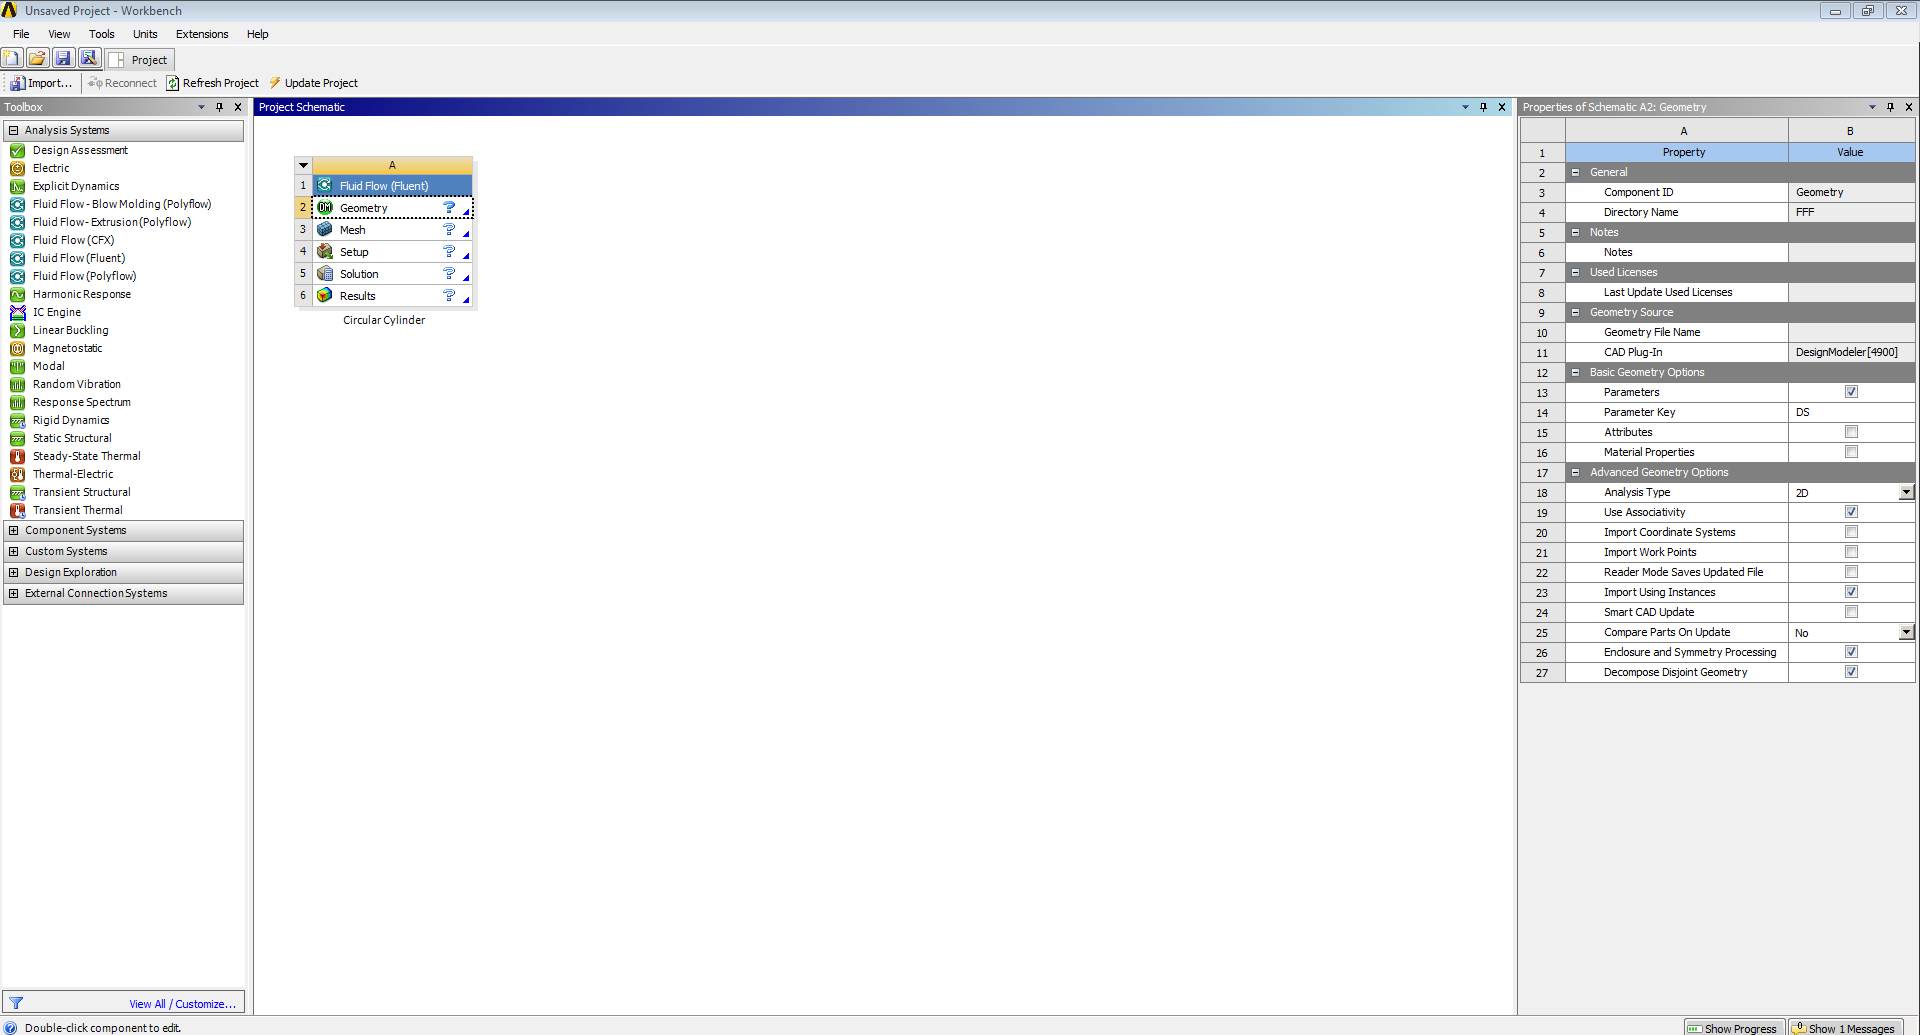 Unsaved Project - Workbench
File View Tools Units Extensions Help
Project
Import... Reconnect Refresh Project Update Project
Toolbox
Analysis Systems
Design Assessment
Electric
Explicit Dynamics
Fluid Flow - Blow Molding (Polyflow)
Fluid Flow - Extrusion (Polyflow)
Fluid Flow (CFX)
Fluid Flow (Fluent)
Fluid Flow (Polyflow)
Harmonic Response
IC Engine
Linear Buckling
Magnetostatic
Modal
Random Vibration
Response Spectrum
Rigid Dynamics
Static Structural
Steady-State Thermal
Thermal-Electric
Transient Structural
Transient Thermal
Component Systems
Custom Systems
Design Exploration
External Connection Systems
View All / Customize...
Project Schematic
A
1 Fluid Flow (Fluent)
2 DM Geometry ?
3 Mesh ?
4 Setup ?
5 Solution ?
6 Results ?
Circular Cylinder
Properties of Schematic A2: Geometry
A B
1 Property Value
2 General
3 Component ID Geometry
4 Directory Name FFF
5 Notes
6 Notes
7 Used Licenses
8 Last Update Used Licenses
9 Geometry Source
10 Geometry File Name
11 CAD Plug-In DesignModeler[4900]
12 Basic Geometry Options
13 Parameters
14 Parameter Key DS
15 Attributes
16 Material Properties
17 Advanced Geometry Options
18 Analysis Type 2D
19 Use Associativity
20 Import Coordinate Systems
21 Import Work Points
22 Reader Mode Saves Updated File
23 Import Using Instances
24 Smart CAD Update
25 Compare Parts On Update No
26 Enclosure and Symmetry Processing
27 Decompose Disjoint Geometry
Double-click component to edit.
Show Progress Show 1 Messages